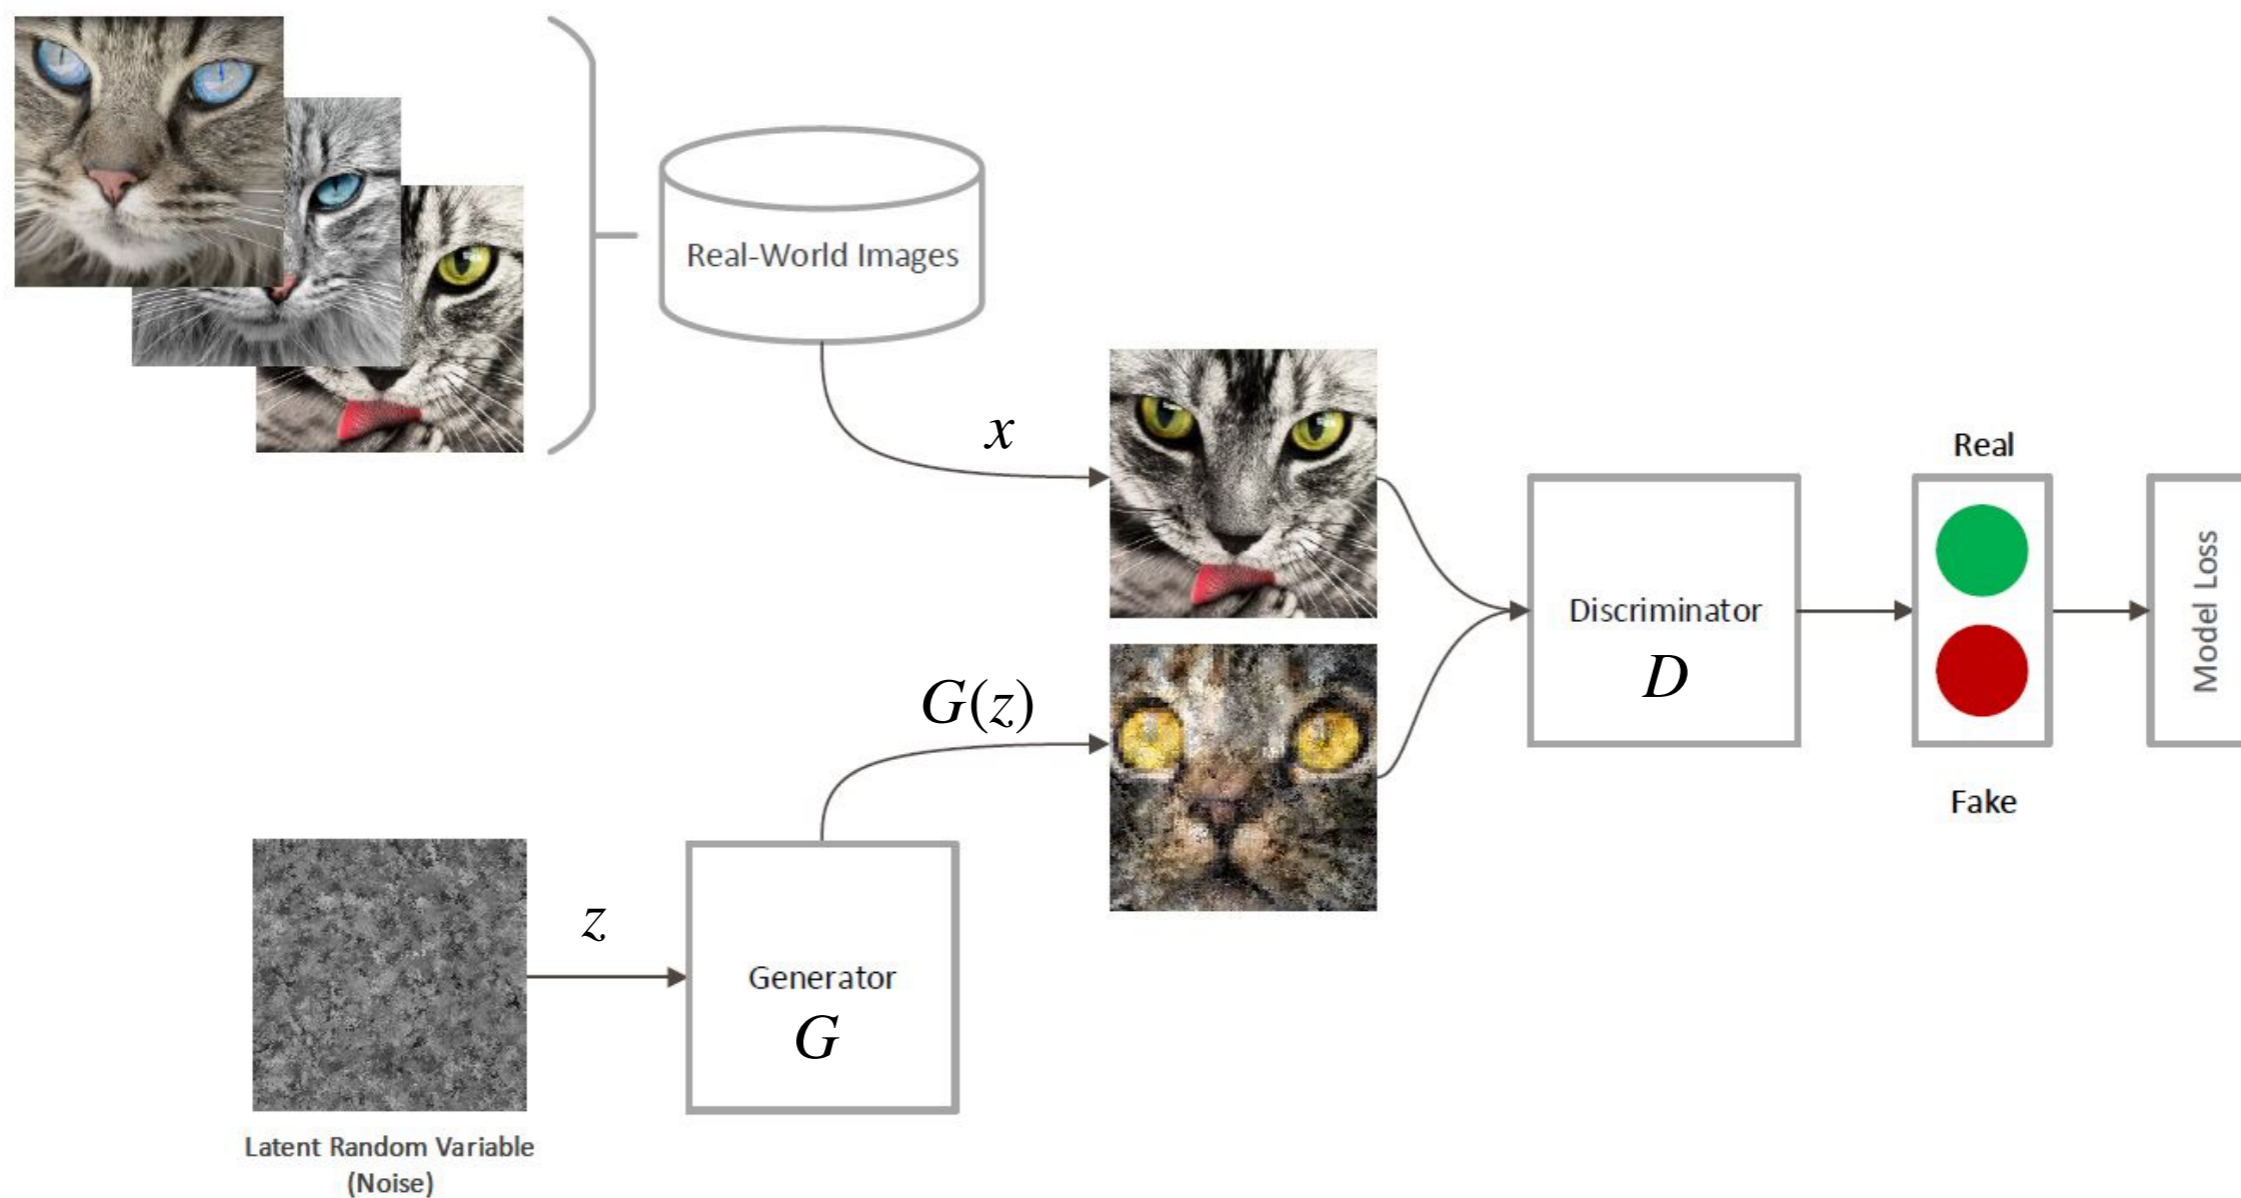 Real-World Images
x
Real
Discriminator
D
Model Loss
G(z)
Fake
z
Generator
G
Latent Random Variable
(Noise)